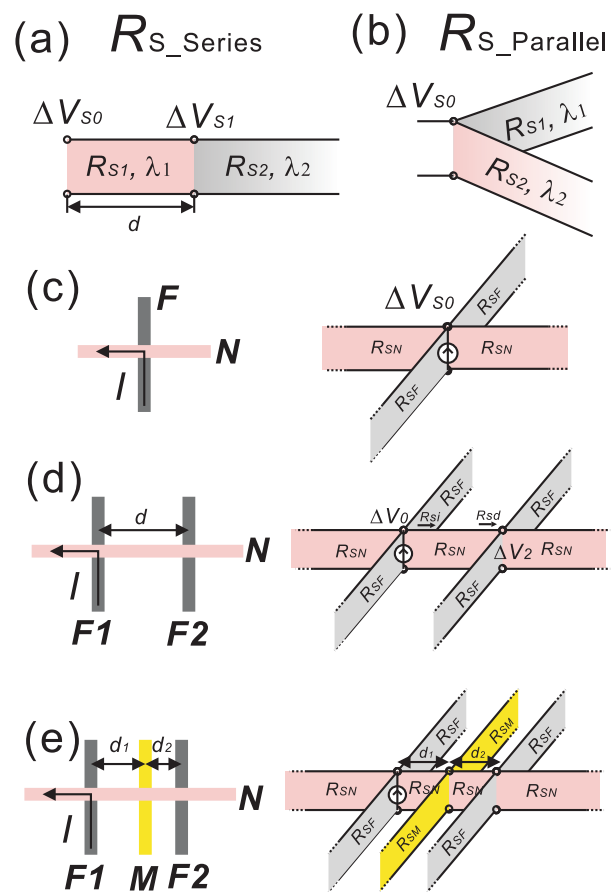 (a) RS_Series
(b) RS_Parallel
ΔVS0 ΔVS1
RS1, λ1 RS2, λ2
d
ΔVS0
RS1, λ1
RS2, λ2
(c)
F
N
I
ΔVS0
RSF
RSN RSN
RSF
(d)
d
N
I
F1 F2
ΔV0 Rsi RSF Rsd RSF
RSN RSN ΔV2 RSN
RSF RSF
(e)
d1 d2
N
I
F1 M F2
RSF RSM RSF
d1 d2
RSN RSN RSN RSN
RSF RSM RSF